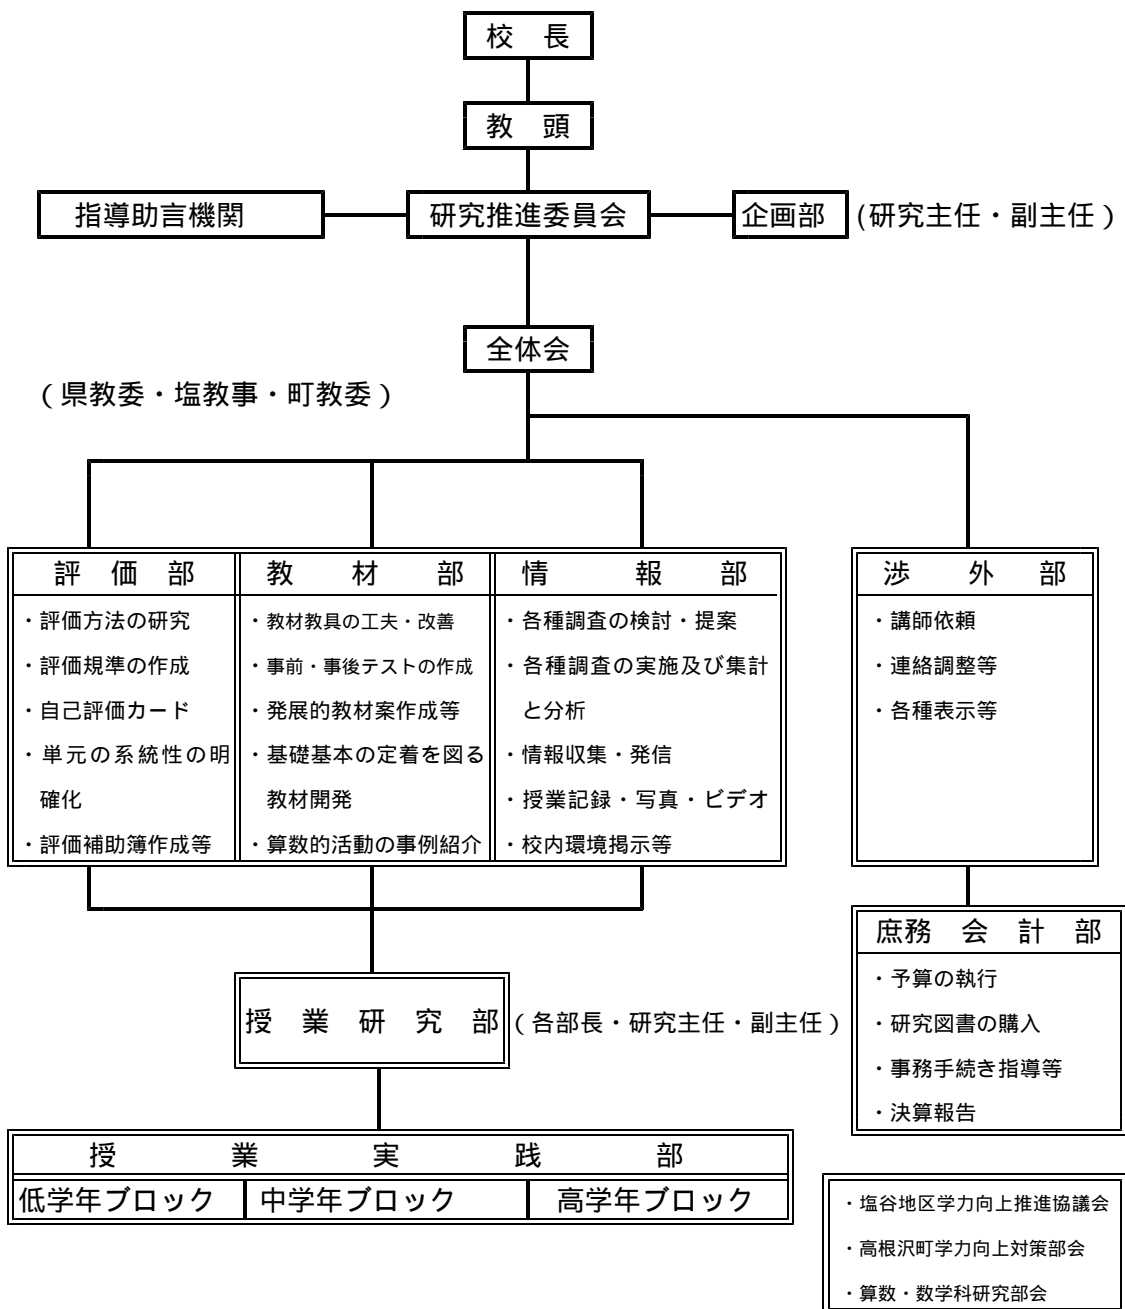 校　長
教　頭
指導助言機関
研究推進委員会
企画部
(研究主任・副主任）
全体会
（県教委・塩教事・町教委）
評　価　部
・評価方法の研究
・評価規準の作成
・自己評価カード
・単元の系統性の明
確化
・評価補助簿作成等
教　材　部
・教材教具の工夫・改善
・事前・事後テストの作成
・発展的教材案作成等
・基礎基本の定着を図る
教材開発
・算数的活動の事例紹介
情　報　部
・各種調査の検討・提案
・各種調査の実施及び集計
と分析
・情報収集・発信
・授業記録・写真・ビデオ
・校内環境掲示等
渉　外　部
・講師依頼
・連絡調整等
・各種表示等
庶務　会　計　部
・予算の執行
・研究図書の購入
・事務手続き指導等
・決算報告
授　業　研　究　部
（各部長・研究主任・副主任）
授　業　実　践　部
低学年ブロック
中学年ブロック
高学年ブロック
・塩谷地区学力向上推進協議会
・高根沢町学力向上対策部会
・算数・数学科研究部会